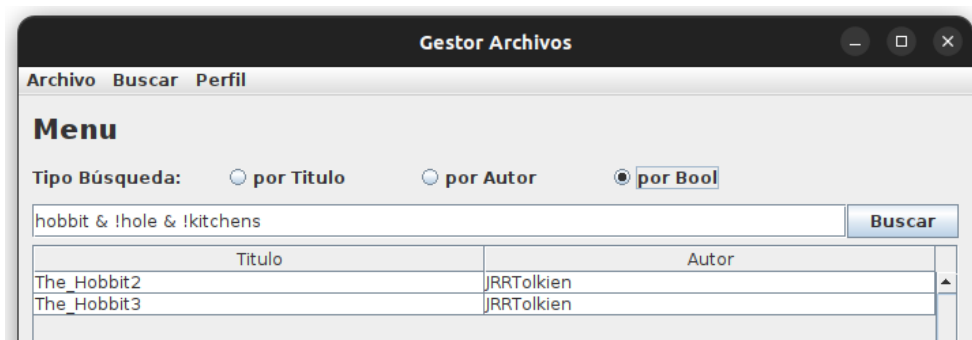 Gestor Archivos
Archivo Buscar Perfil
Menu
Tipo Búsqueda: por Titulo por Autor por Bool
hobbit & !hole & !kitchens Buscar
Titulo Autor
The_Hobbit2 JRRTolkien
The_Hobbit3 JRRTolkien